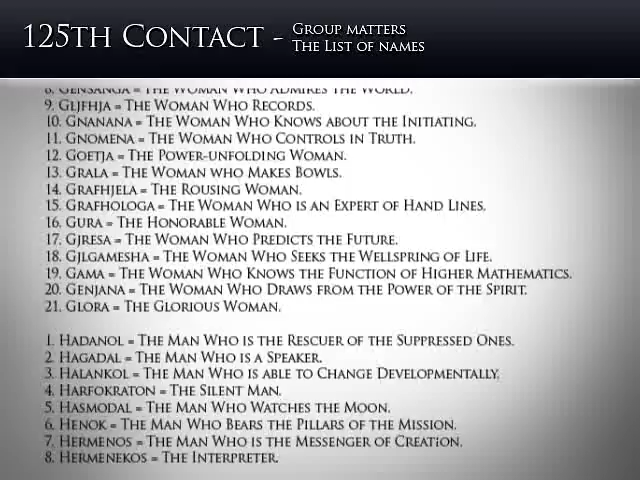 125th Contact - Group matters
The List of names
8. Gensanga = The Woman Who Admires the World.
9. Gljfhja = The Woman Who Records.
10. Gnanana = The Woman Who Knows about the Initiating.
11. Gnomena = The Woman Who Controls in Truth.
12. Goetja = The Power-unfolding Woman.
13. Grala = The Woman who Makes Bowls.
14. Grafhjela = The Rousing Woman.
15. Grafhologa = The Woman Who is an Expert of Hand Lines.
16. Gura = The Honorable Woman.
17. Gjresa = The Woman Who Predicts the Future.
18. Gjlgamesha = The Woman Who Seeks the Wellspring of Life.
19. Gama = The Woman Who Knows the Function of Higher Mathematics.
20. Genjana = The Woman Who Draws from the Power of the Spirit.
21. Glora = The Glorious Woman.
1. Hadanol = The Man Who is the Rescuer of the Suppressed Ones.
2. Hagadal = The Man Who is a Speaker.
3. Halankol = The Man Who is able to Change Developmentally.
4. Harfokraton = The Silent Man.
5. Hasmodal = The Man Who Watches the Moon.
6. Henok = The Man Who Bears the Pillars of the Mission.
7. Hermenos = The Man Who is the Messenger of Creation.
8. Hermenekos = The Interpreter.